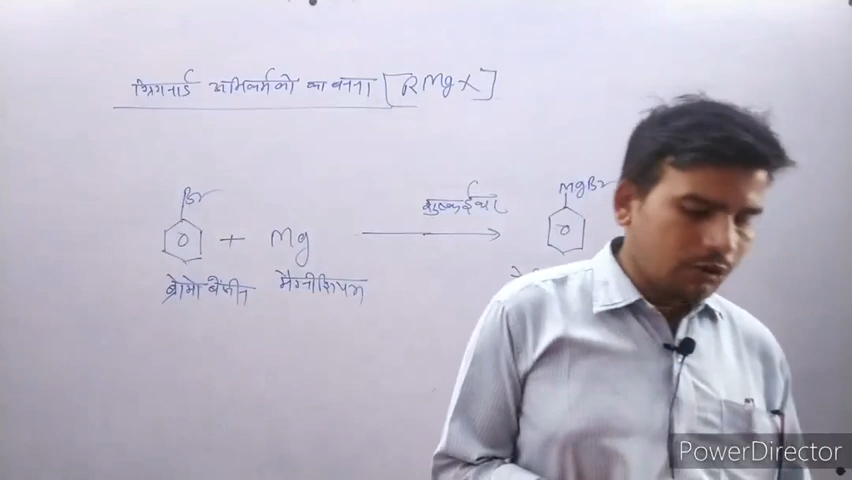 ग्रिगनार्ड अभिकर्मको का बनना [RMgX]
Br
+ Mg
शुष्क ईथर
MgBr
ब्रोमो बेंजीन मैग्नीशियम
PowerDirector